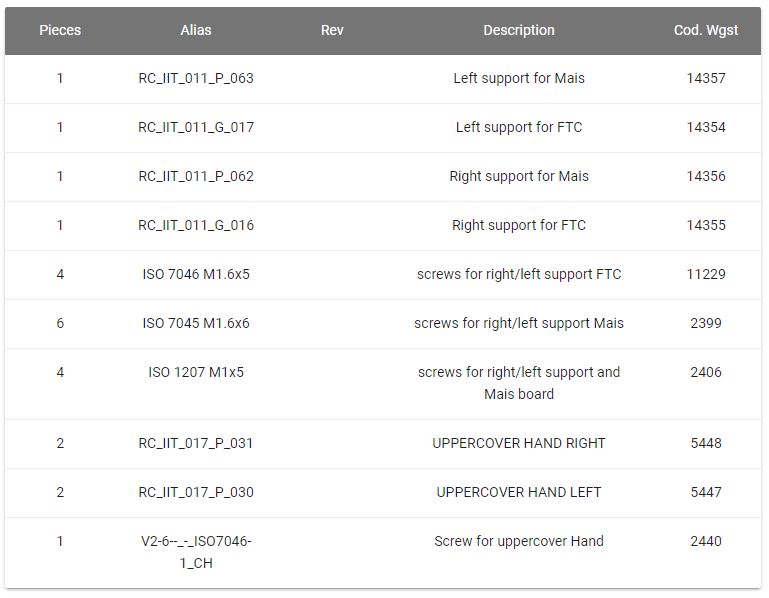 Pieces Alias Rev Description Cod. Wgst
1 RC_IIT_011_P_063 Left support for Mais 14357
1 RC_IIT_011_G_017 Left support for FTC 14354
1 RC_IIT_011_P_062 Right support for Mais 14356
1 RC_IIT_011_G_016 Right support for FTC 14355
4 ISO 7046 M1.6x5 screws for right/left support FTC 11229
6 ISO 7045 M1.6x6 screws for right/left support Mais 2399
4 ISO 1207 M1x5 screws for right/left support and 2406
Mais board
2 RC_IIT_017_P_031 UPPERCOVER HAND RIGHT 5448
2 RC_IIT_017_P_030 UPPERCOVER HAND LEFT 5447
1 V2-6--_-_ISO7046- Screw for uppercover Hand 2440
1_CH